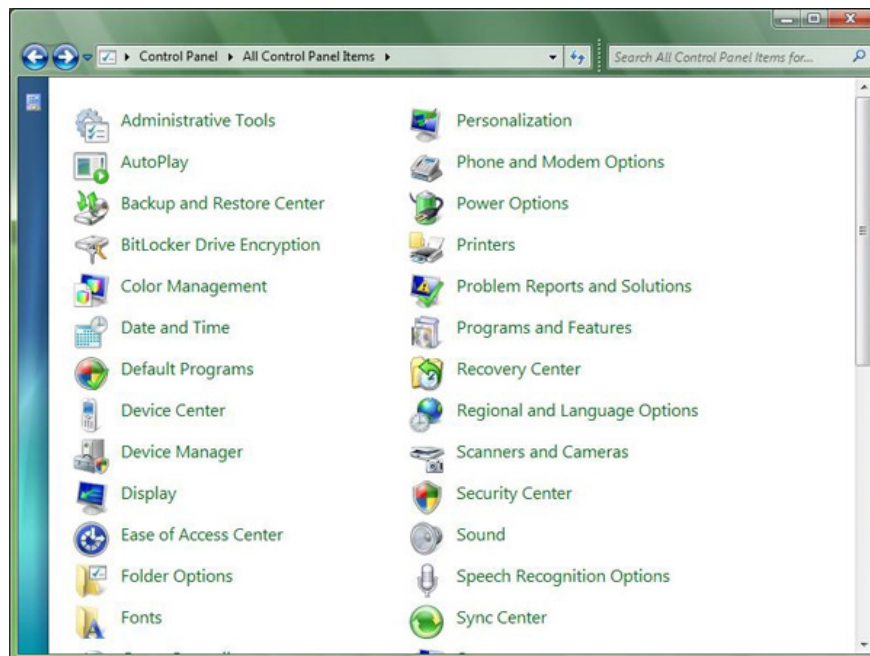 Control Panel All Control Panel Items
Search All Control Panel Items for...
Administrative Tools
AutoPlay
Backup and Restore Center
BitLocker Drive Encryption
Color Management
Date and Time
Default Programs
Device Center
Device Manager
Display
Ease of Access Center
Folder Options
Fonts
Personalization
Phone and Modem Options
Power Options
Printers
Problem Reports and Solutions
Programs and Features
Recovery Center
Regional and Language Options
Scanners and Cameras
Security Center
Sound
Speech Recognition Options
Sync Center